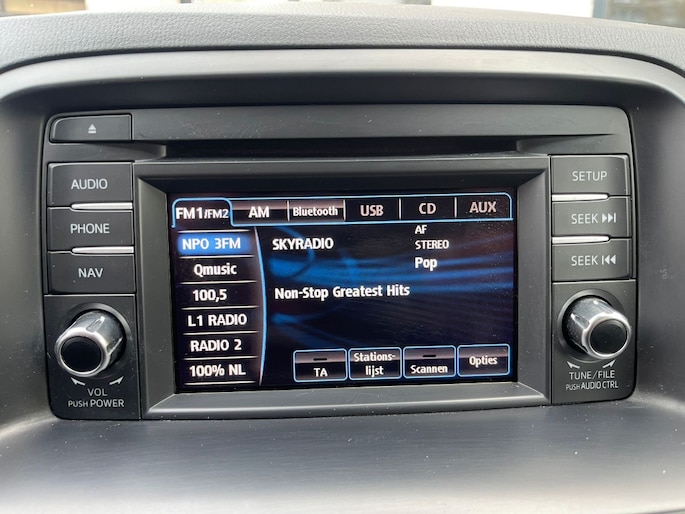 AUDIO
PHONE
NAV
VOL
PUSH POWER
FM1/FM2 AM Bluetooth USB CD AUX
NPO 3FM
Qmusic
100,5
L1 RADIO
RADIO 2
100% NL
SKYRADIO
AF
STEREO
Pop
Non-Stop Greatest Hits
TA
Stations-
lijst
Scannen
Opties
SETUP
SEEK
SEEK
TUNE/FILE
PUSH AUDIO CTRL